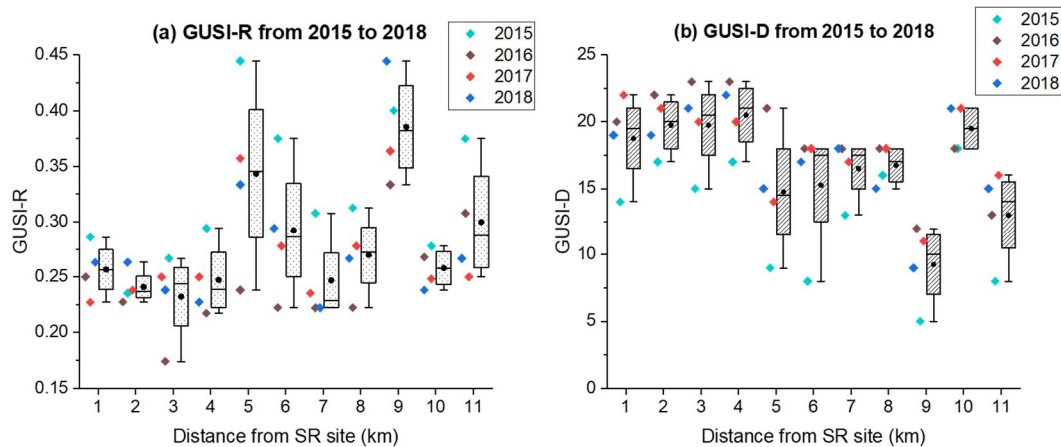 (a) GUSI-R from 2015 to 2018
2015
2016
2017
2018
GUSI-R
0.45
0.40
0.35
0.30
0.25
0.20
0.15
1 2 3 4 5 6 7 8 9 10 11
Distance from SR site (km)
(b) GUSI-D from 2015 to 2018
2015
2016
2017
2018
GUSI-D
25
20
15
10
5
0
1 2 3 4 5 6 7 8 9 10 11
Distance from SR site (km)